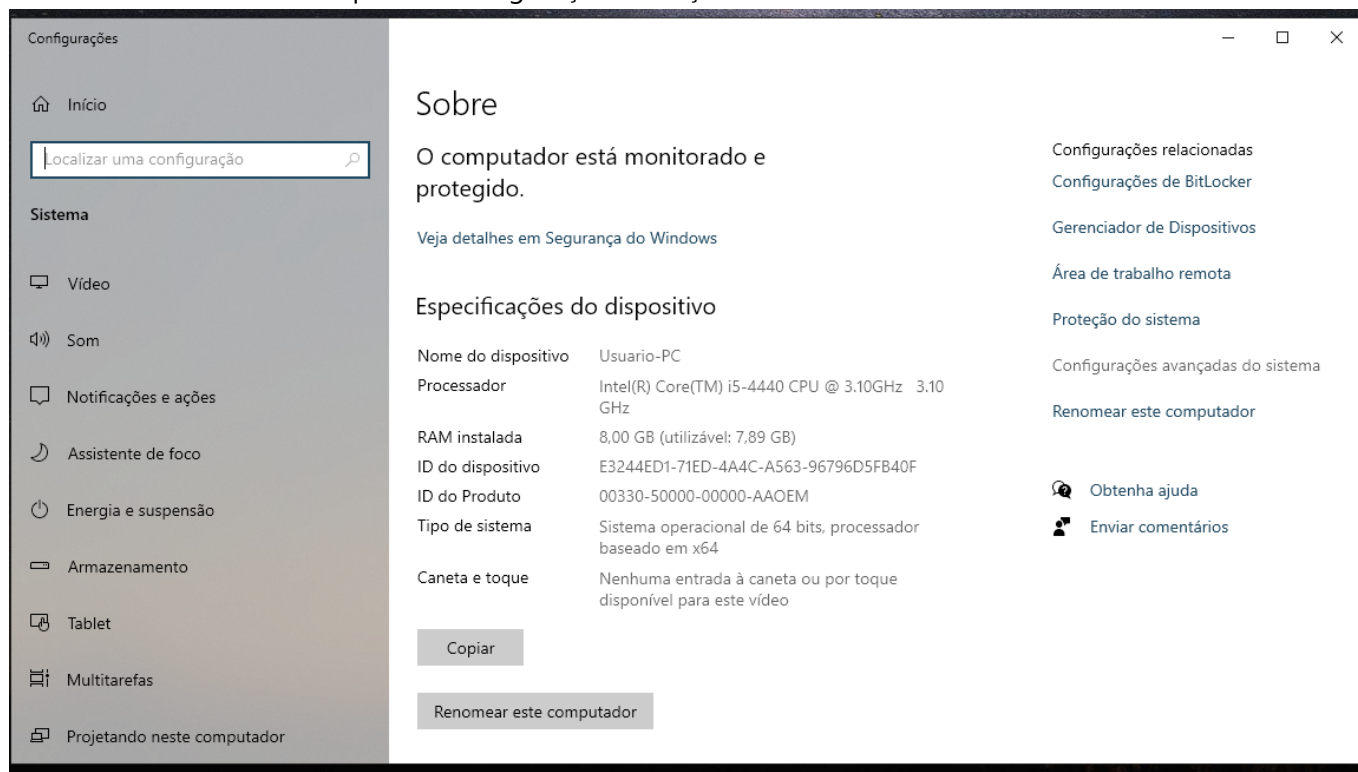 Configurações
Início
Localizar uma configuração
Sistema
Vídeo
Som
Notificações e ações
Assistente de foco
Energia e suspensão
Armazenamento
Tablet
Multitarefas
Projetando neste computador
Sobre
O computador está monitorado e
protegido.
Veja detalhes em Segurança do Windows
Especificações do dispositivo
Nome do dispositivo Usuario-PC
Processador Intel(R) Core(TM) i5-4440 CPU @ 3.10GHz 3.10
GHz
RAM instalada 8,00 GB (utilizável: 7,89 GB)
ID do dispositivo E3244ED1-71ED-4A4C-A563-96796D5FB40F
ID do Produto 00330-50000-00000-AAOEM
Tipo de sistema Sistema operacional de 64 bits, processador
baseado em x64
Caneta e toque Nenhuma entrada à caneta ou por toque
disponível para este vídeo
Copiar
Renomear este computador
Configurações relacionadas
Configurações de BitLocker
Gerenciador de Dispositivos
Área de trabalho remota
Proteção do sistema
Configurações avançadas do sistema
Renomear este computador
Obtenha ajuda
Enviar comentários